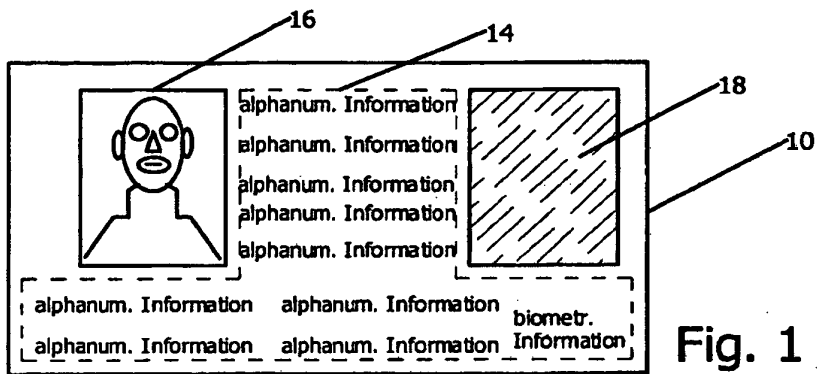 16
14
alphanum. Information
18
alphanum. Information
10
alphanum. Information
alphanum. Information
alphanum. Information
alphanum. Information alphanum. Information
biometr.
Information
alphanum. Information alphanum. Information
Fig. 1